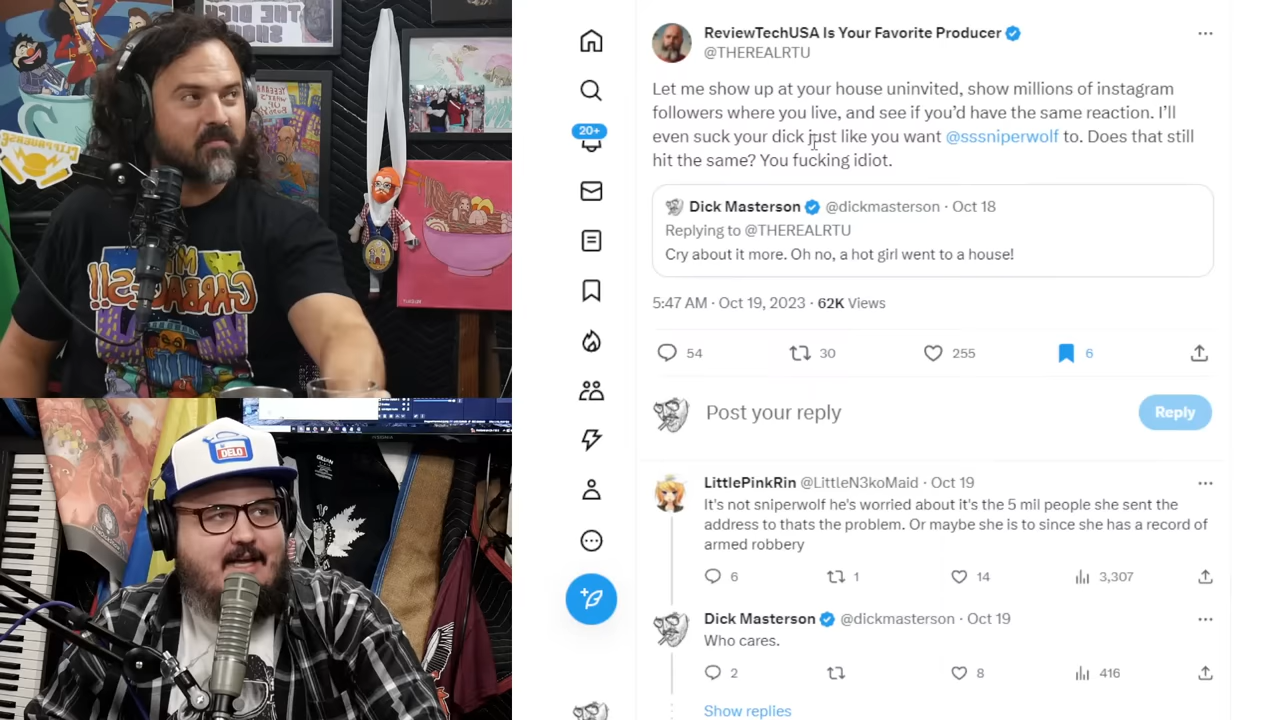 THE DICK
SHOW
GARBAGES!!
DELO
ReviewTechUSA Is Your Favorite Producer
@THEREALRTU
Let me show up at your house uninvited, show millions of instagram
followers where you live, and see if you'd have the same reaction. I'll
even suck your dick just like you want @sssniperwolf to. Does that still
hit the same? You fucking idiot.
Dick Masterson @dickmasterson · Oct 18
Replying to @THEREALRTU
Cry about it more. Oh no, a hot girl went to a house!
5:47 AM · Oct 19, 2023 · 62K Views
54 30 255 6
20+
Post your reply
Reply
LittlePinkRin @LittleN3koMaid · Oct 19
It's not sniperwolf he's worried about it's the 5 mil people she sent the
address to thats the problem. Or maybe she is to since she has a record of
armed robbery
6 1 14 3,307
Dick Masterson @dickmasterson · Oct 19
Who cares.
2 8 416
Show replies